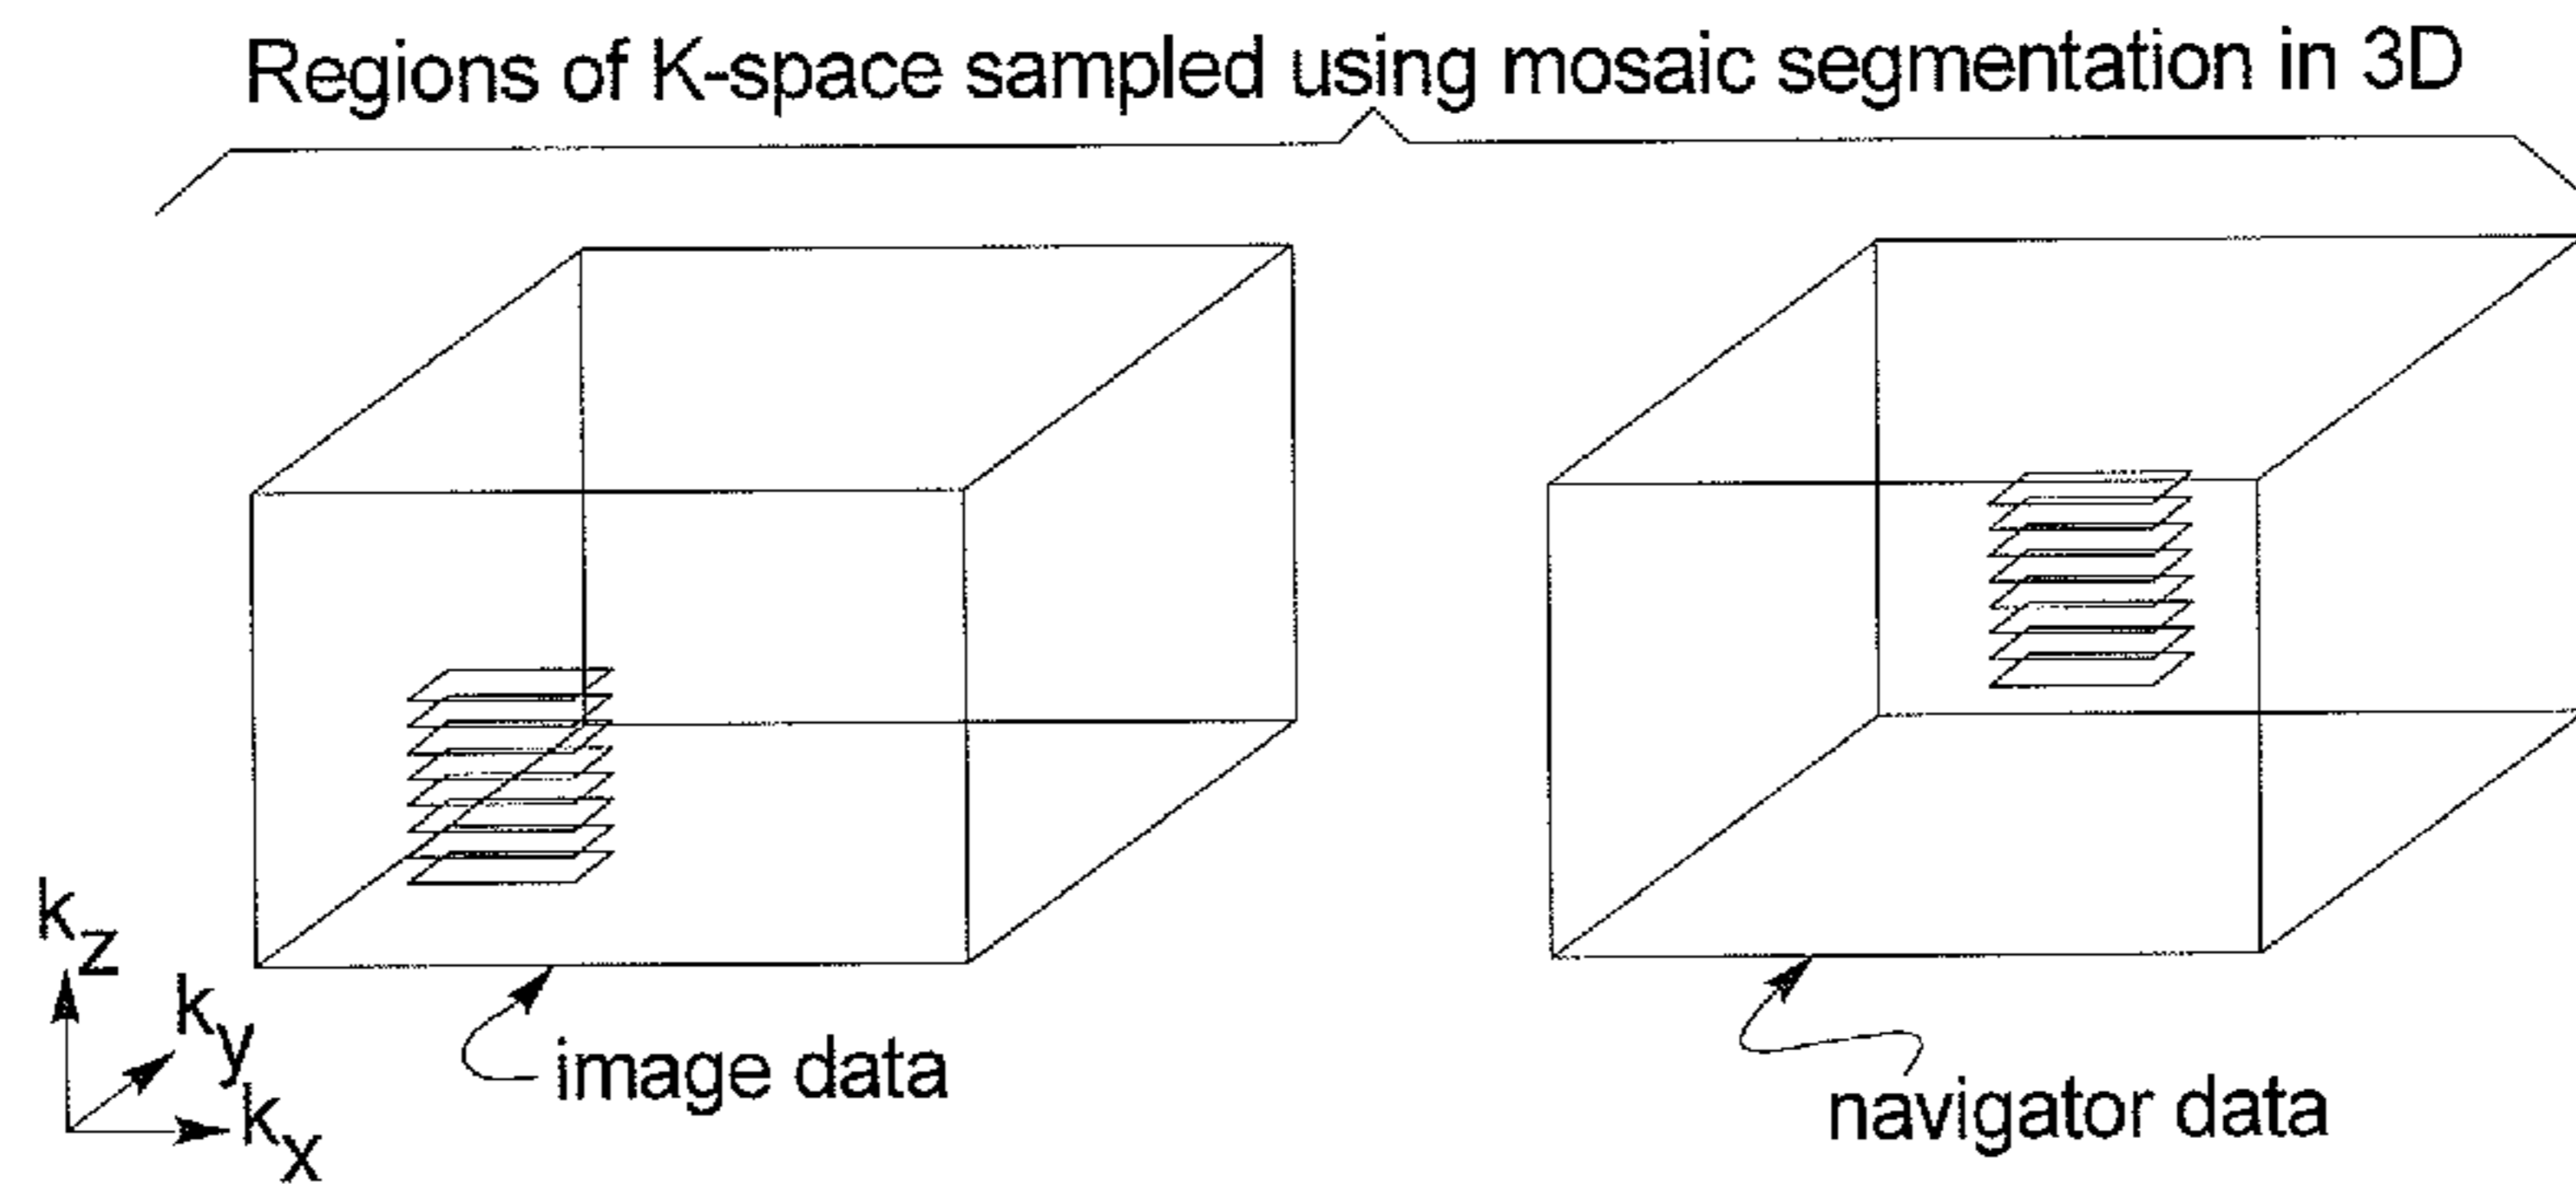 Regions of K-space sampled using mosaic segmentation in 3D
kz
ky
kx
image data
navigator data